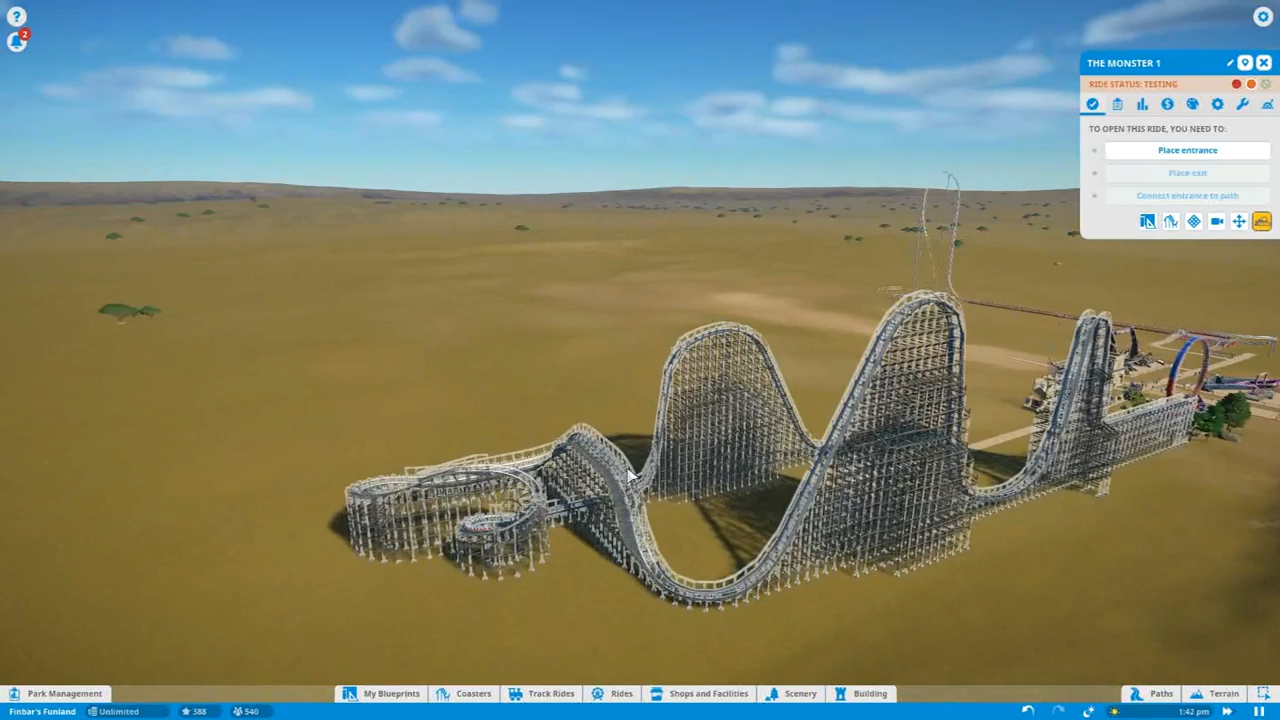 ?
2
THE MONSTER 1
RIDE STATUS: TESTING
TO OPEN THIS RIDE, YOU NEED TO:
Place entrance
Place exit
Connect entrance to path
Park Management
My Blueprints
Coasters
Track Rides
Rides
Shops and Facilities
Scenery
Building
Paths
Terrain
Finbar's Funland
Unlimited
388
540
1:42 pm